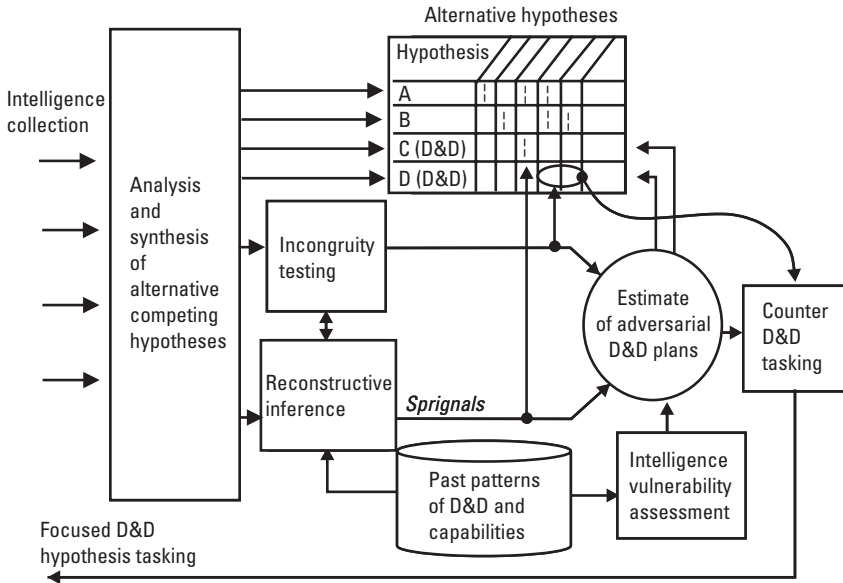 Alternative hypotheses
Hypothesis
A
B
C (D&D)
D (D&D)
Intelligence
collection
Analysis
and
synthesis
of
alternative
competing
hypotheses
Incongruity
testing
Reconstructive
inference
Sprignals
Estimate
of adversarial
D&D plans
Counter
D&D
tasking
Past patterns
of D&D and
capabilities
Intelligence
vulnerability
assessment
Focused D&D
hypothesis tasking